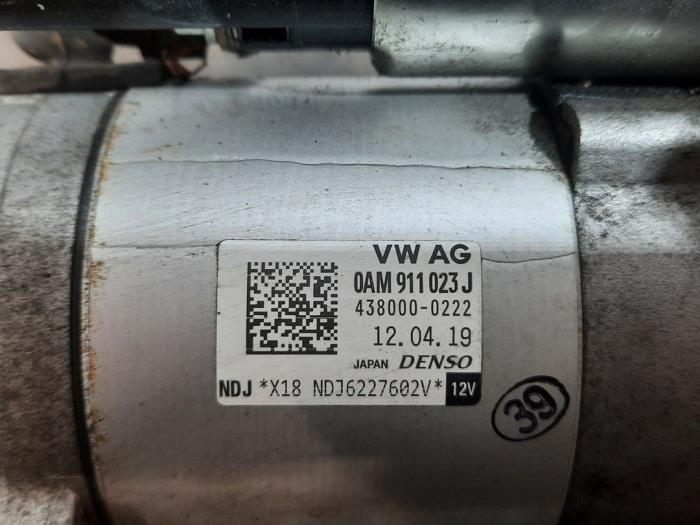 VW AG
0AM 911 023 J
438000-0222
12.04.19
JAPAN DENSO
NDJ *X18 NDJ6227602V* 12V
39